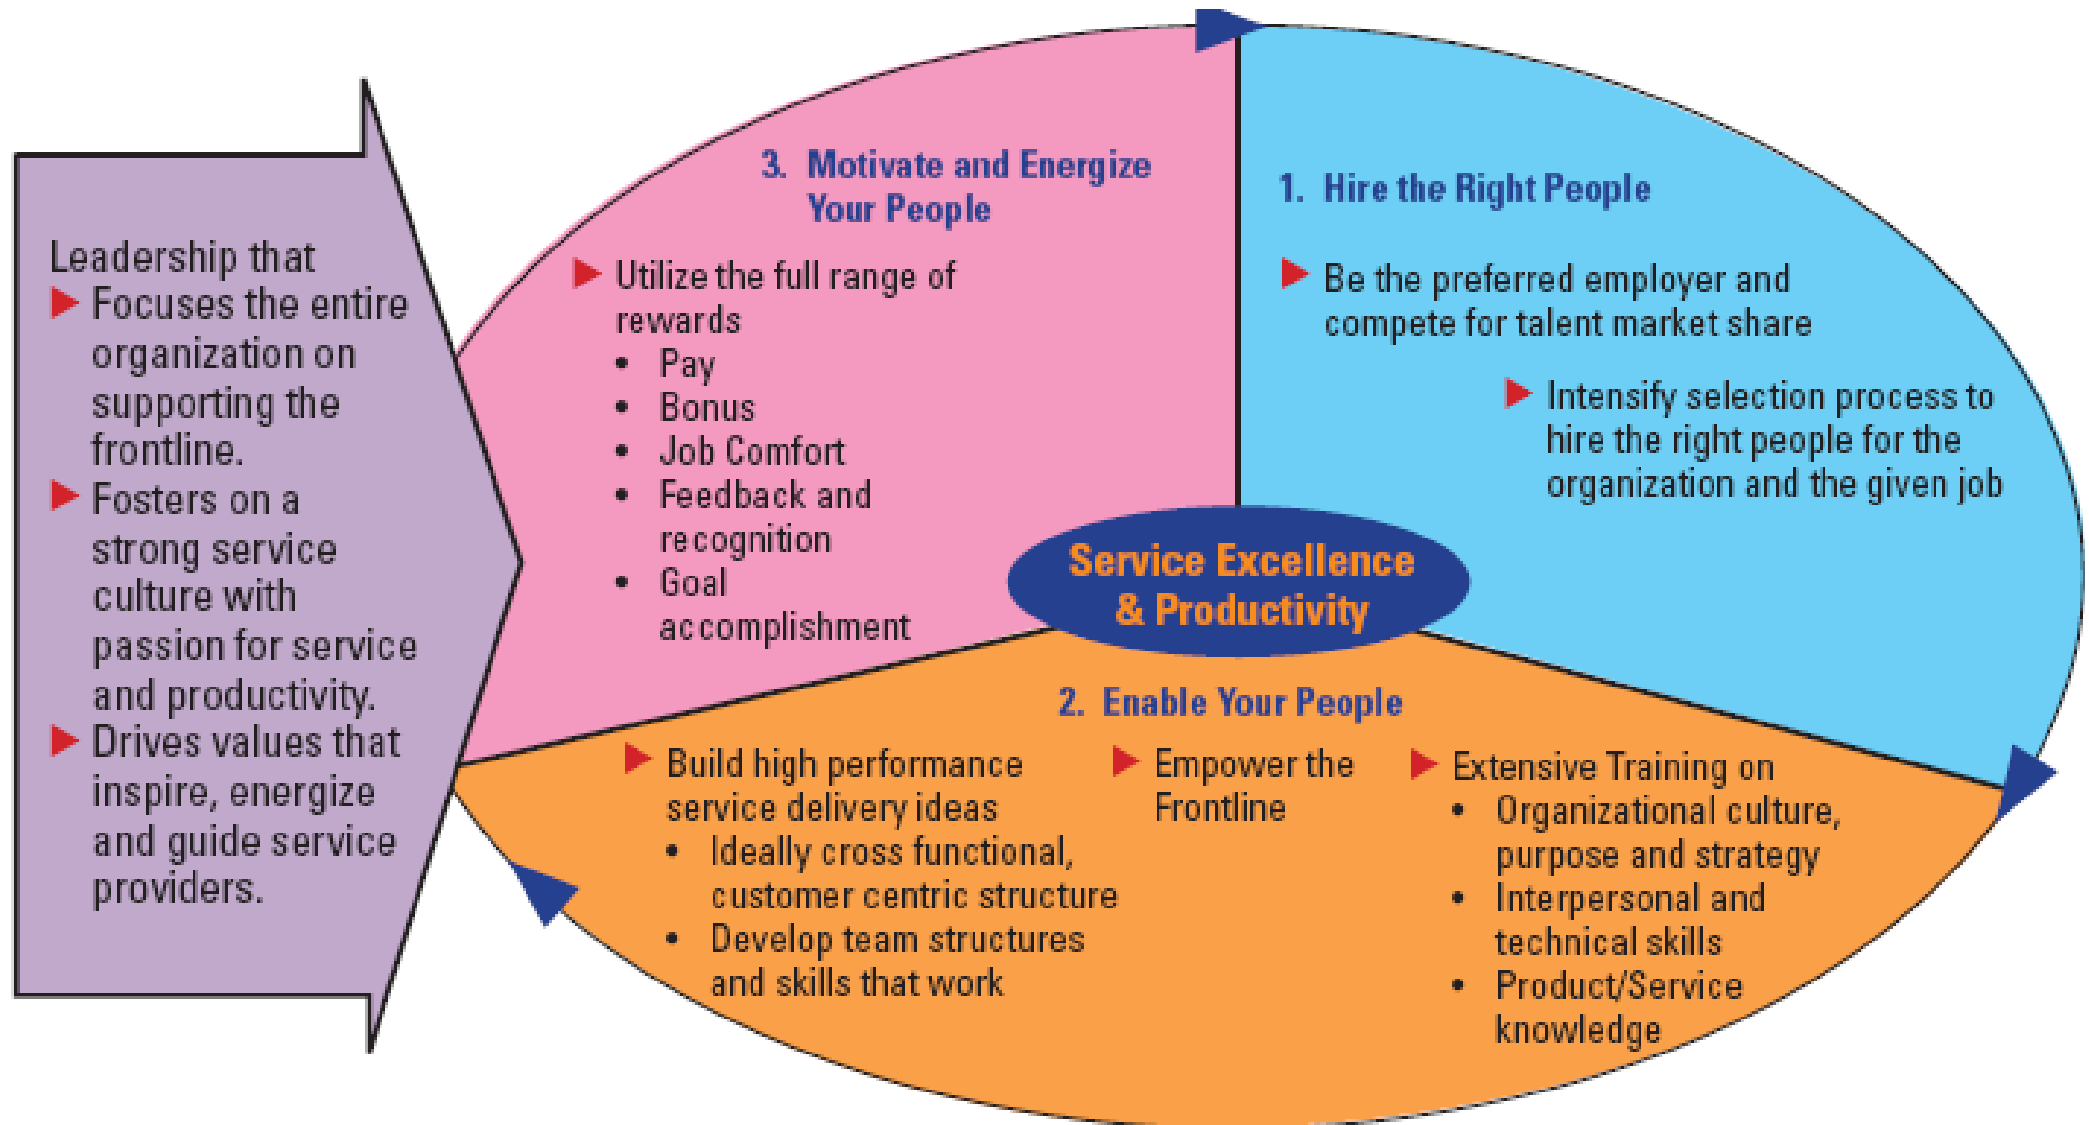 Leadership that
▶ Focuses the entire
organization on
supporting the
frontline.
▶ Fosters on a
strong service
culture with
passion for service
and productivity.
▶ Drives values that
inspire, energize
and guide service
providers.
3. Motivate and Energize
Your People
▶ Utilize the full range of
rewards
• Pay
• Bonus
• Job Comfort
• Feedback and
recognition
• Goal
accomplishment
1. Hire the Right People
▶ Be the preferred employer and
compete for talent market share
▶ Intensify selection process to
hire the right people for the
organization and the given job
Service Excellence
& Productivity
2. Enable Your People
▶ Build high performance
service delivery ideas
• Ideally cross functional,
customer centric structure
• Develop team structures
and skills that work
▶ Empower the
Frontline
▶ Extensive Training on
• Organizational culture,
purpose and strategy
• Interpersonal and
technical skills
• Product/Service
knowledge